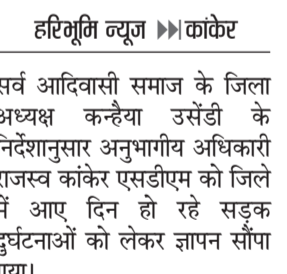 हरिभूमि न्यूज ▶▶| कांकेर
सर्व आदिवासी समाज के जिला
अध्यक्ष कन्हैया उसेंडी के
निर्देशानुसार अनुभागीय अधिकारी
राजस्व कांकेर एसडीएम को जिले
में आए दिन हो रहे सड़क
दुर्घटनाओं को लेकर ज्ञापन सौंपा
गया।